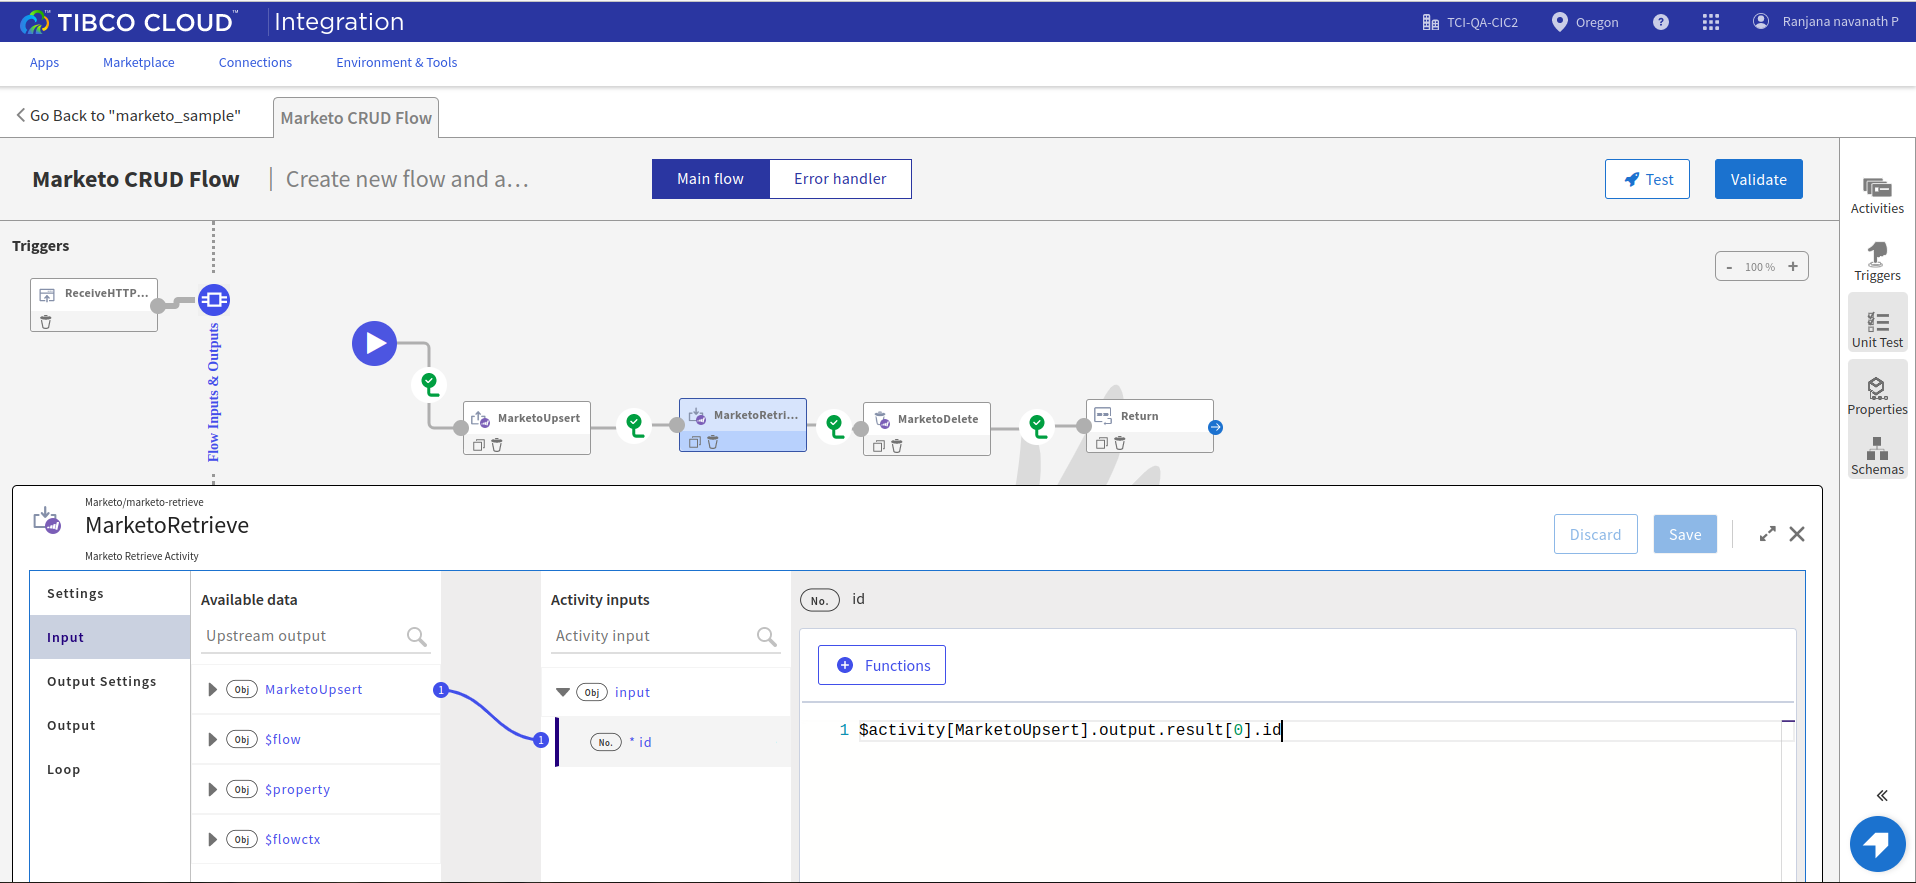 TIBCO CLOUD™ Integration
TCI-QA-CIC2
Oregon
?
Ranjana navanath P
Apps Marketplace Connections Environment & Tools
Go Back to "marketo_sample"
Marketo CRUD Flow
Marketo CRUD Flow | Create new flow and a...
Main flow
Error handler
Test
Validate
Activities
Triggers
Unit Test
Properties
Schemas
Triggers
- 100 % +
ReceiveHTTP...
Flow Inputs & Outputs
MarketoUpsert
MarketoRetri...
MarketoDelete
Return
Marketo/marketo-retrieve
MarketoRetrieve
Marketo Retrieve Activity
Discard
Save
Settings
Input
Output Settings
Output
Loop
Available data
Upstream output
Obj MarketoUpsert
Obj $flow
Obj $property
Obj $flowctx
1
1
Activity inputs
Activity input
Obj input
No. * id
No. id
Functions
1 $activity[MarketoUpsert].output.result[0].id